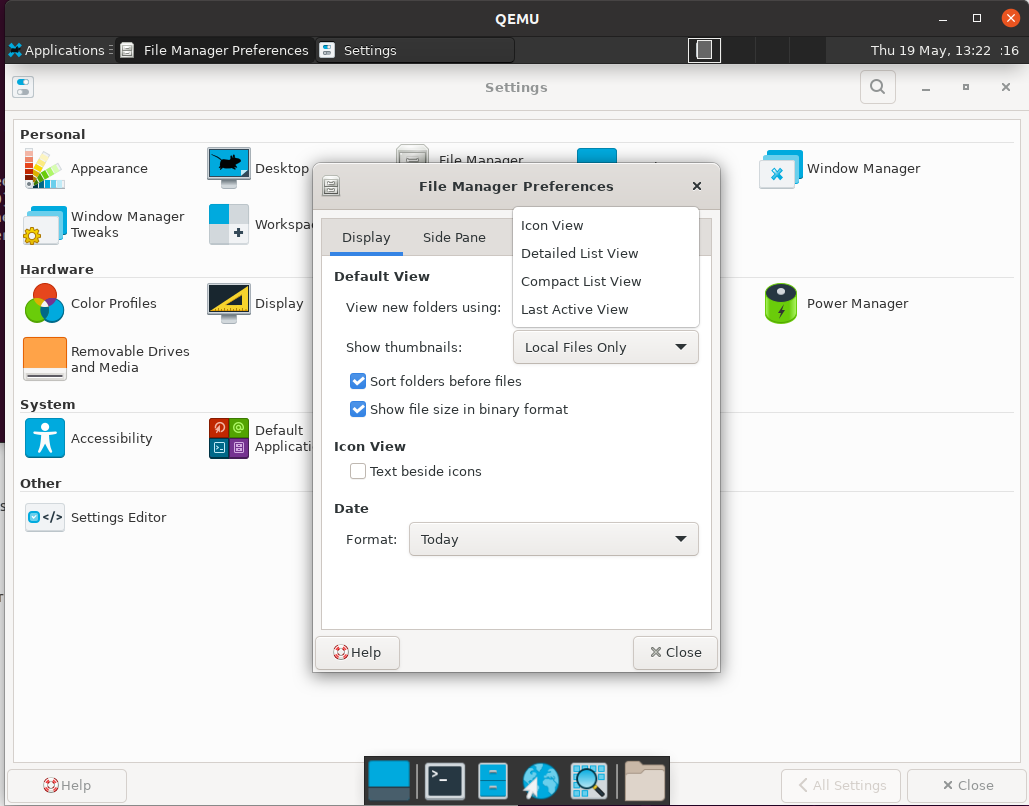 QEMU
Applications
File Manager Preferences
Settings
Thu 19 May, 13:22 :16
Settings
Personal
Appearance
Desktop
File Manager
Window Manager
Window Manager
Tweaks
Workspa
Hardware
Color Profiles
Display
Power Manager
Removable Drives
and Media
System
Accessibility
Default
Applicati
Other
Settings Editor
File Manager Preferences
Display
Side Pane
Default View
View new folders using:
Icon View
Detailed List View
Compact List View
Last Active View
Show thumbnails:
Local Files Only
Sort folders before files
Show file size in binary format
Icon View
Text beside icons
Date
Format:
Today
Help
Close
Help
All Settings
Close